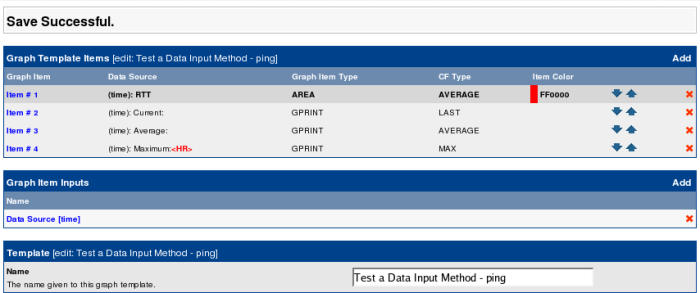 Save Successful.
Graph Template Items [edit: Test a Data Input Method - ping] Add
Graph Item Data Source Graph Item Type CF Type Item Color
Item # 1 (time): RTT AREA AVERAGE FF0000
Item # 2 (time): Current: GPRINT LAST
Item # 3 (time): Average: GPRINT AVERAGE
Item # 4 (time): Maximum:<HR> GPRINT MAX
Graph Item Inputs Add
Name
Data Source [time]
Template [edit: Test a Data Input Method - ping]
Name
The name given to this graph template. Test a Data Input Method - ping